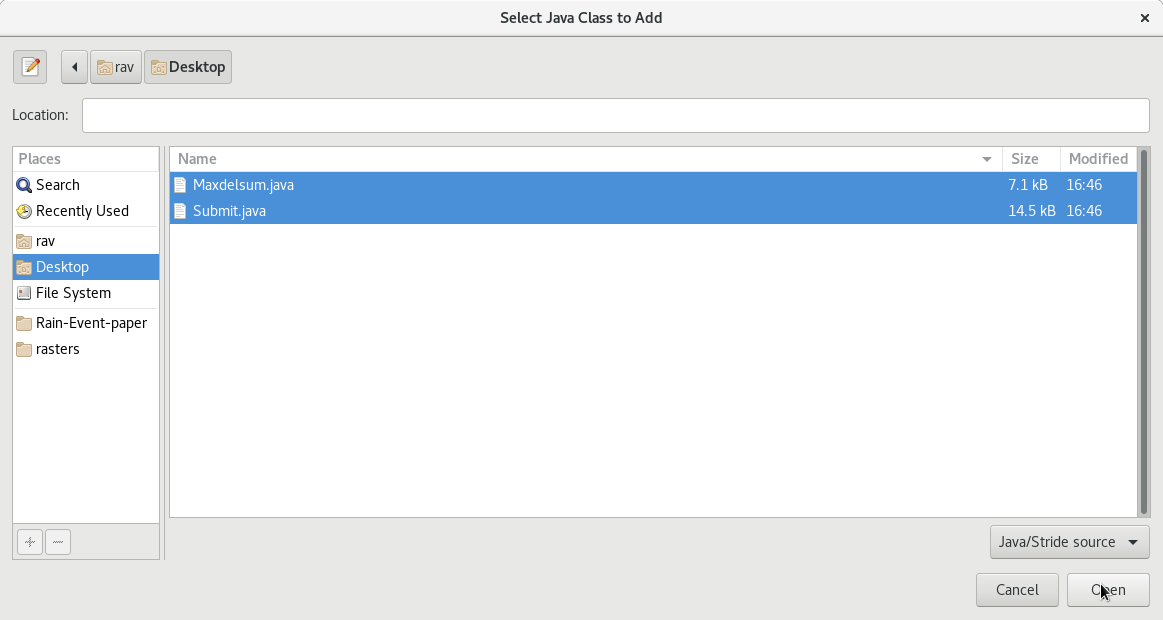 Select Java Class to Add
rav Desktop
Location:
Places
Search
Recently Used
rav
Desktop
File System
Rain-Event-paper
rasters
Name Size Modified
Maxdelsum.java 7.1 kB 16:46
Submit.java 14.5 kB 16:46
Java/Stride source
Cancel Open